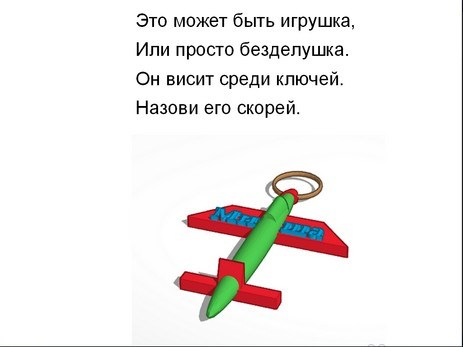 Это может быть игрушка,
Или просто безделушка.
Он висит среди ключей.
Назови его скорей.